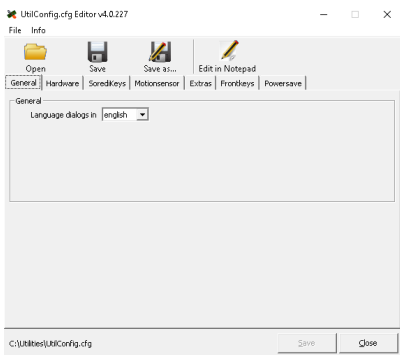 UtilConfig.cfg Editor v4.0.227
File Info
Open Save Save as... Edit in Notepad
General Hardware SorediKeys Motionsensor Extras Frontkeys Powersave
General
Language dialogs in english
C:\Utilities\UtilConfig.cfg Save Close